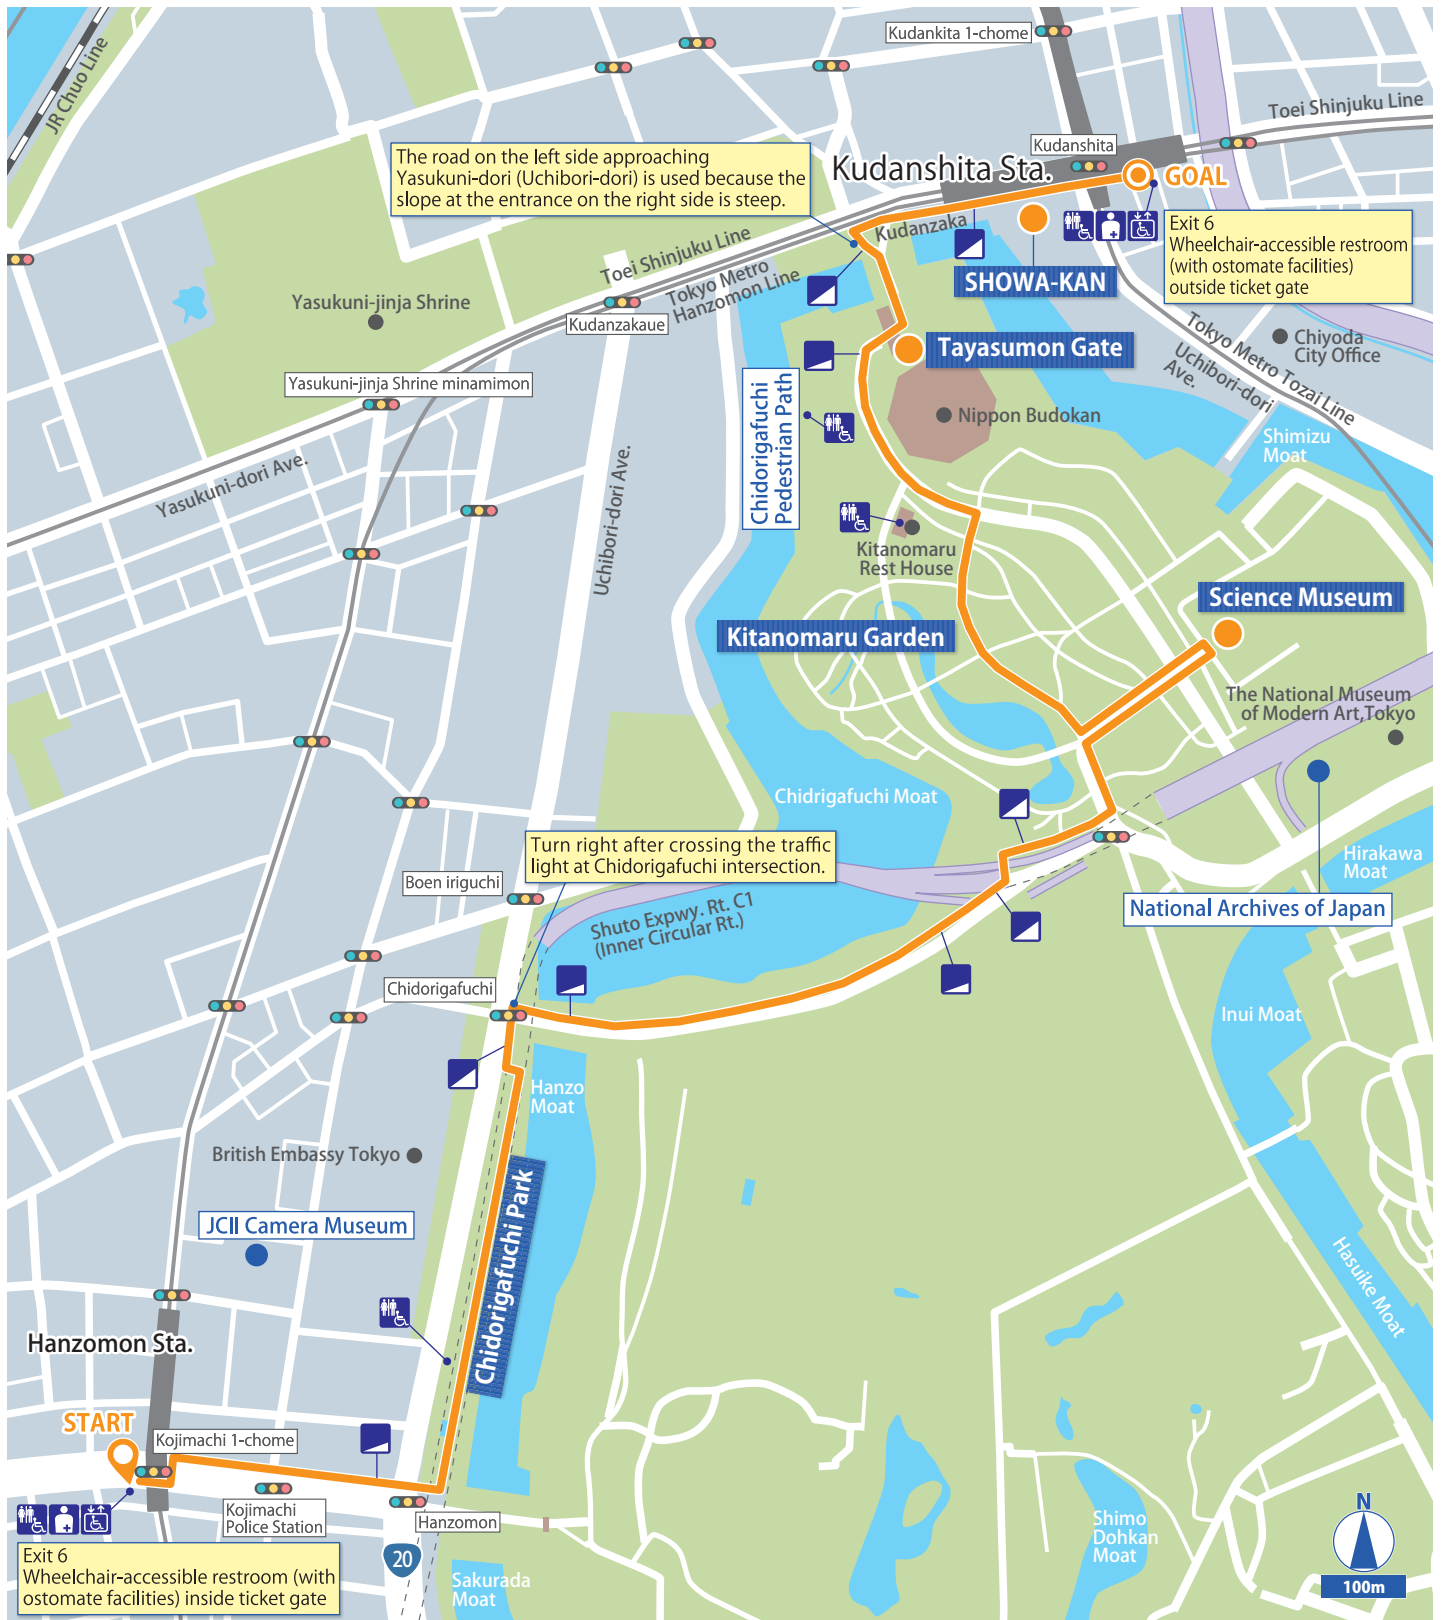 Kudankita 1-chome
JR Chuo Line
Toei Shinjuku Line
Kudanshita
The road on the left side approaching
Yasukuni-dori (Uchibori-dori) is used because the
slope at the entrance on the right side is steep.
Kudanshita Sta.
GOAL
Kudanzaka
Exit 6
Wheelchair-accessible restroom
(with ostomate facilities)
outside ticket gate
SHOWA-KAN
Toei Shinjuku Line
Tokyo Metro
Hanzomon Line
Yasukuni-jinja Shrine
Kudanzakaue
Tayasumon Gate
Tokyo Metro Tozai Line
Uchibori-dori
Ave.
Chiyoda
City Office
Yasukuni-jinja Shrine minamimon
Chidorigafuchi
Pedestrian Path
Nippon Budokan
Shimizu
Moat
Yasukuni-dori Ave.
Uchibori-dori Ave.
Kitanomaru
Rest House
Science Museum
Kitanomaru Garden
The National Museum
of Modern Art,Tokyo
Chidrigafuchi Moat
Turn right after crossing the traffic
light at Chidorigafuchi intersection.
Hirakawa
Moat
Boen iriguchi
National Archives of Japan
Shuto Expwy. Rt. C1
(Inner Circular Rt.)
Chidorigafuchi
Inui Moat
Hanzo
Moat
British Embassy Tokyo
JCII Camera Museum
Chidorigafuchi Park
Hasuike Moat
Hanzomon Sta.
START
Kojimachi 1-chome
Kojimachi
Police Station
Hanzomon
20
Exit 6
Wheelchair-accessible restroom (with
ostomate facilities) inside ticket gate
Sakurada
Moat
Shimo
Dohkan
Moat
N
100m